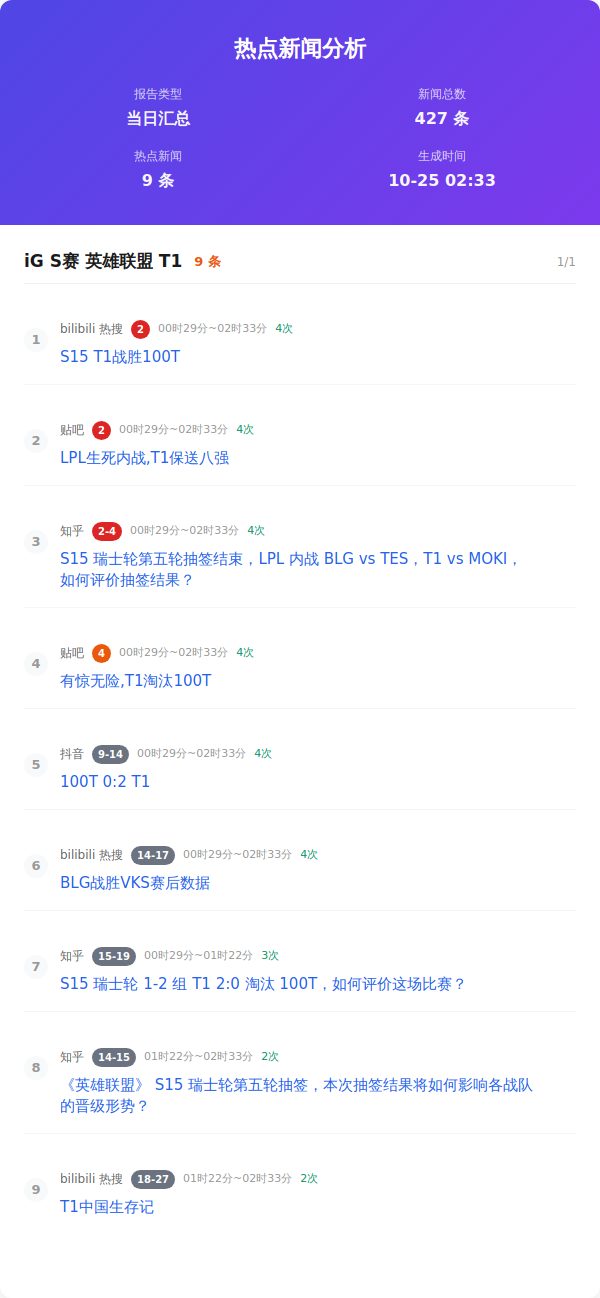 热点新闻分析
报告类型
新闻总数
当日汇总
427 条
热点新闻
生成时间
9 条
10-25 02:33
iG S赛 英雄联盟 T1 9 条 1/1
1
bilibili 热搜 2 00时29分~02时33分 4次
S15 T1战胜100T
2
贴吧 2 00时29分~02时33分 4次
LPL生死内战,T1保送八强
3
知乎 2-4 00时29分~02时33分 4次
S15 瑞士轮第五轮抽签结束，LPL 内战 BLG vs TES，T1 vs MOKI，
如何评价抽签结果？
4
贴吧 4 00时29分~02时33分 4次
有惊无险,T1淘汰100T
5
抖音 9-14 00时29分~02时33分 4次
100T 0:2 T1
6
bilibili 热搜 14-17 00时29分~02时33分 4次
BLG战胜VKS赛后数据
7
知乎 15-19 00时29分~01时22分 3次
S15 瑞士轮 1-2 组 T1 2:0 淘汰 100T，如何评价这场比赛？
8
知乎 14-15 01时22分~02时33分 2次
《英雄联盟》 S15 瑞士轮第五轮抽签，本次抽签结果将如何影响各战队
的晋级形势？
9
bilibili 热搜 18-27 01时22分~02时33分 2次
T1中国生存记